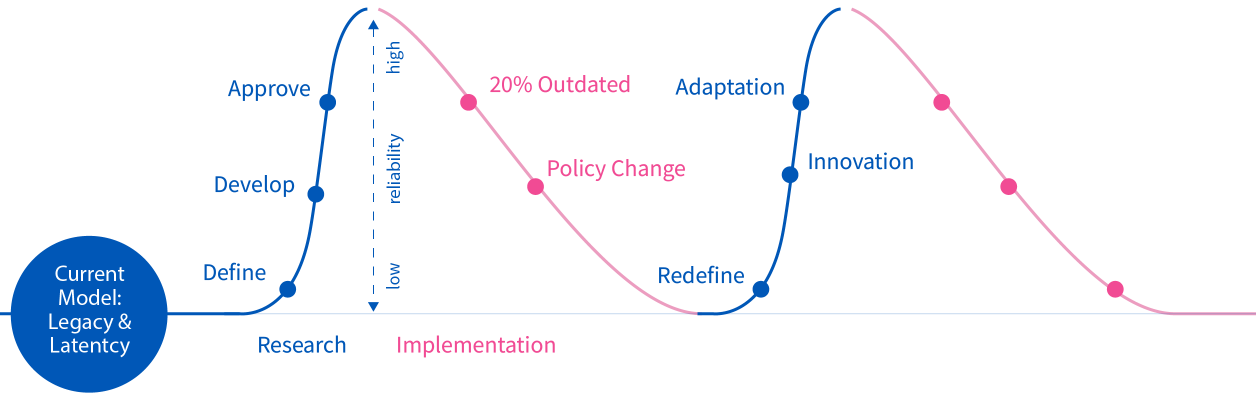 Approve
Develop
Define
high
reliability
low
20% Outdated
Policy Change
Adaptation
Innovation
Redefine
Current
Model:
Legacy &
Latentcy
Research
Implementation